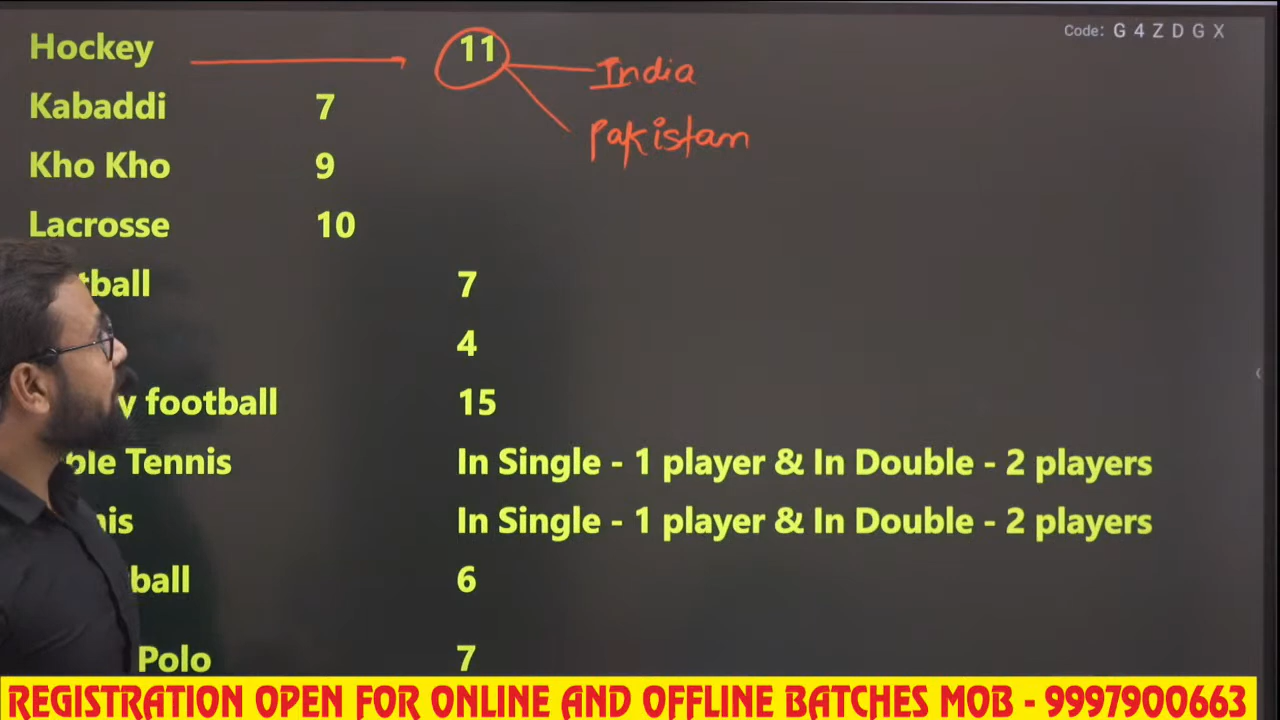 Code: G 4 Z D G X
Hockey 11 India
Pakistan
Kabaddi 7
Kho Kho 9
Lacrosse 10
tball 7
4
y football 15
ble Tennis In Single - 1 player & In Double - 2 players
nis In Single - 1 player & In Double - 2 players
ball 6
Polo 7
REGISTRATION OPEN FOR ONLINE AND OFFLINE BATCHES MOB - 9997900663